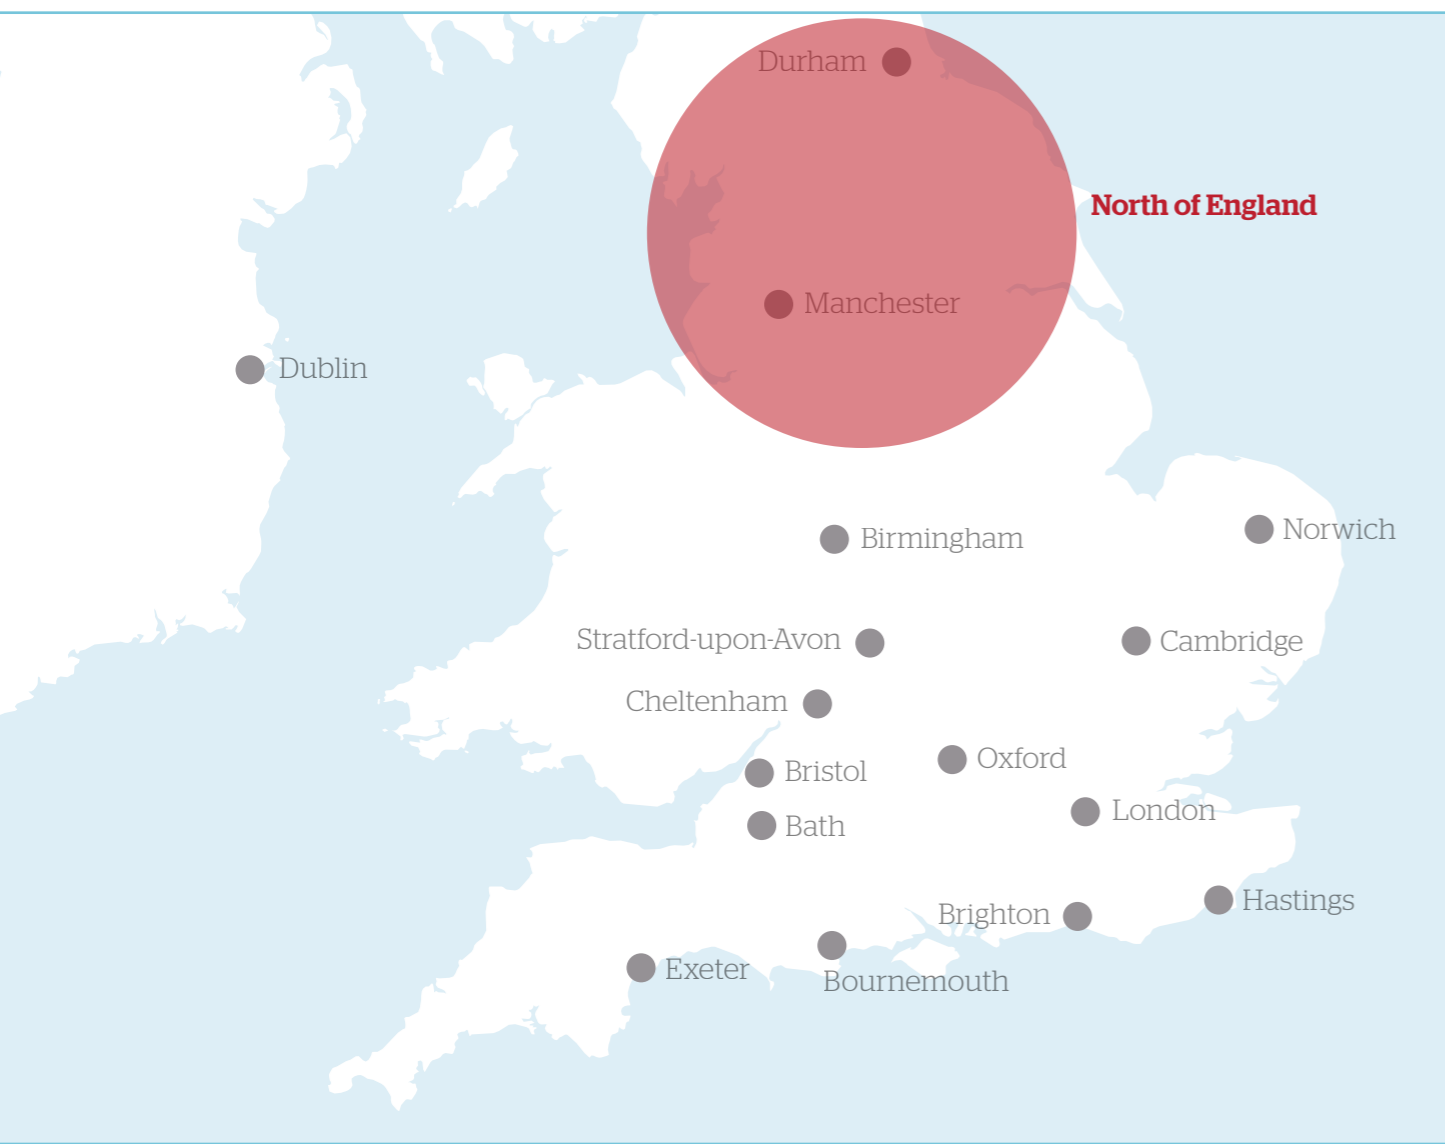 Durham
North of England
Manchester
Dublin
Norwich
Birmingham
Stratford-upon-Avon
Cambridge
Cheltenham
Oxford
Bristol
London
Bath
Hastings
Brighton
Exeter
Bournemouth